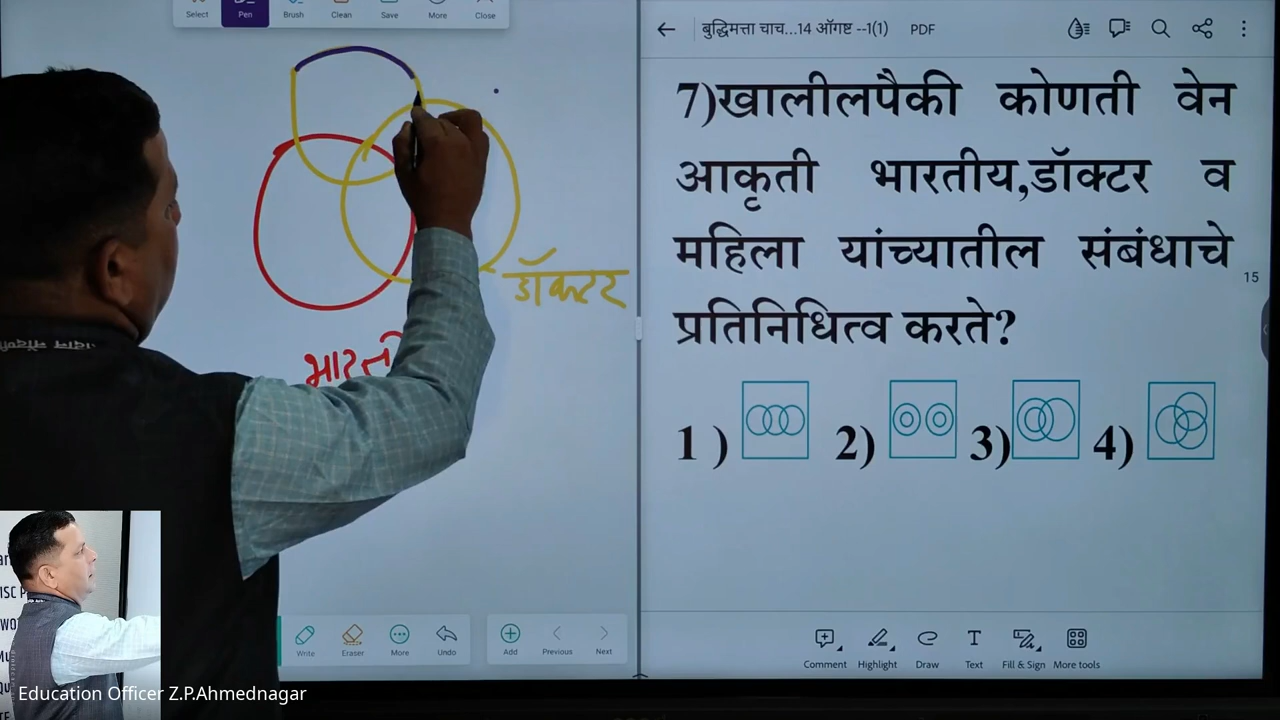 Select Pen Brush Clean Save More Close
बुद्धिमत्ता चाच...14 ऑगष्ट --1(1) PDF
7)खालीलपैकी कोणती वेन
आकृती भारतीय,डॉक्टर व
महिला यांच्यातील संबंधाचे
15
प्रतिनिधित्व करते?
1 ) 2) 3) 4)
डॉक्टर
Write Eraser More Undo Add Previous Next
Comment Highlight Draw Text Fill & Sign More tools
Education Officer Z.P.Ahmednagar